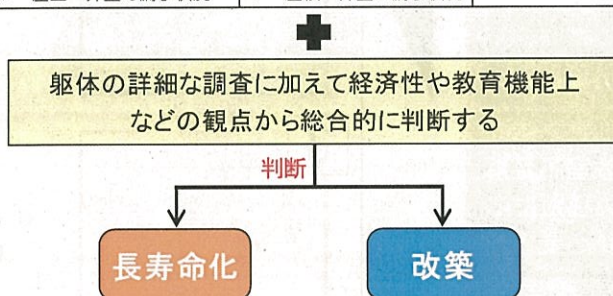 躯体の詳細な調査に加えて経済性や教育機能上
などの観点から総合的に判断する
判断
長寿命化
改築